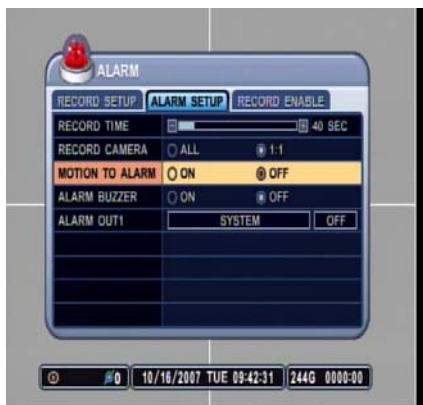 ALARM
RECORD SETUP ALARM SETUP RECORD ENABLE
RECORD TIME 40 SEC
RECORD CAMERA ALL 1:1
MOTION TO ALARM ON OFF
ALARM BUZZER ON OFF
ALARM OUT1 SYSTEM OFF
0 10/16/2007 TUE 09:42:31 244G 0000:00